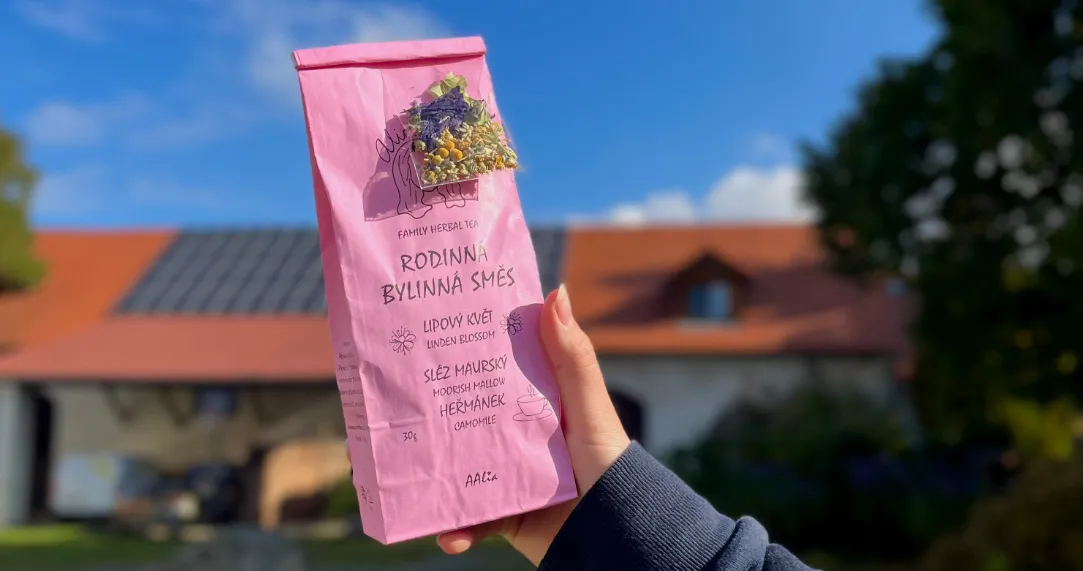 FAMILY HERBAL TEA
RODINNÁ
BYLINNÁ SMĚS
LIPOVÝ KVĚT
LINDEN BLOSSOM
SLÉZ MAURSKÝ
MOORISH MALLOW
HEŘMÁNEK
CAMOMILE
30g
AALia